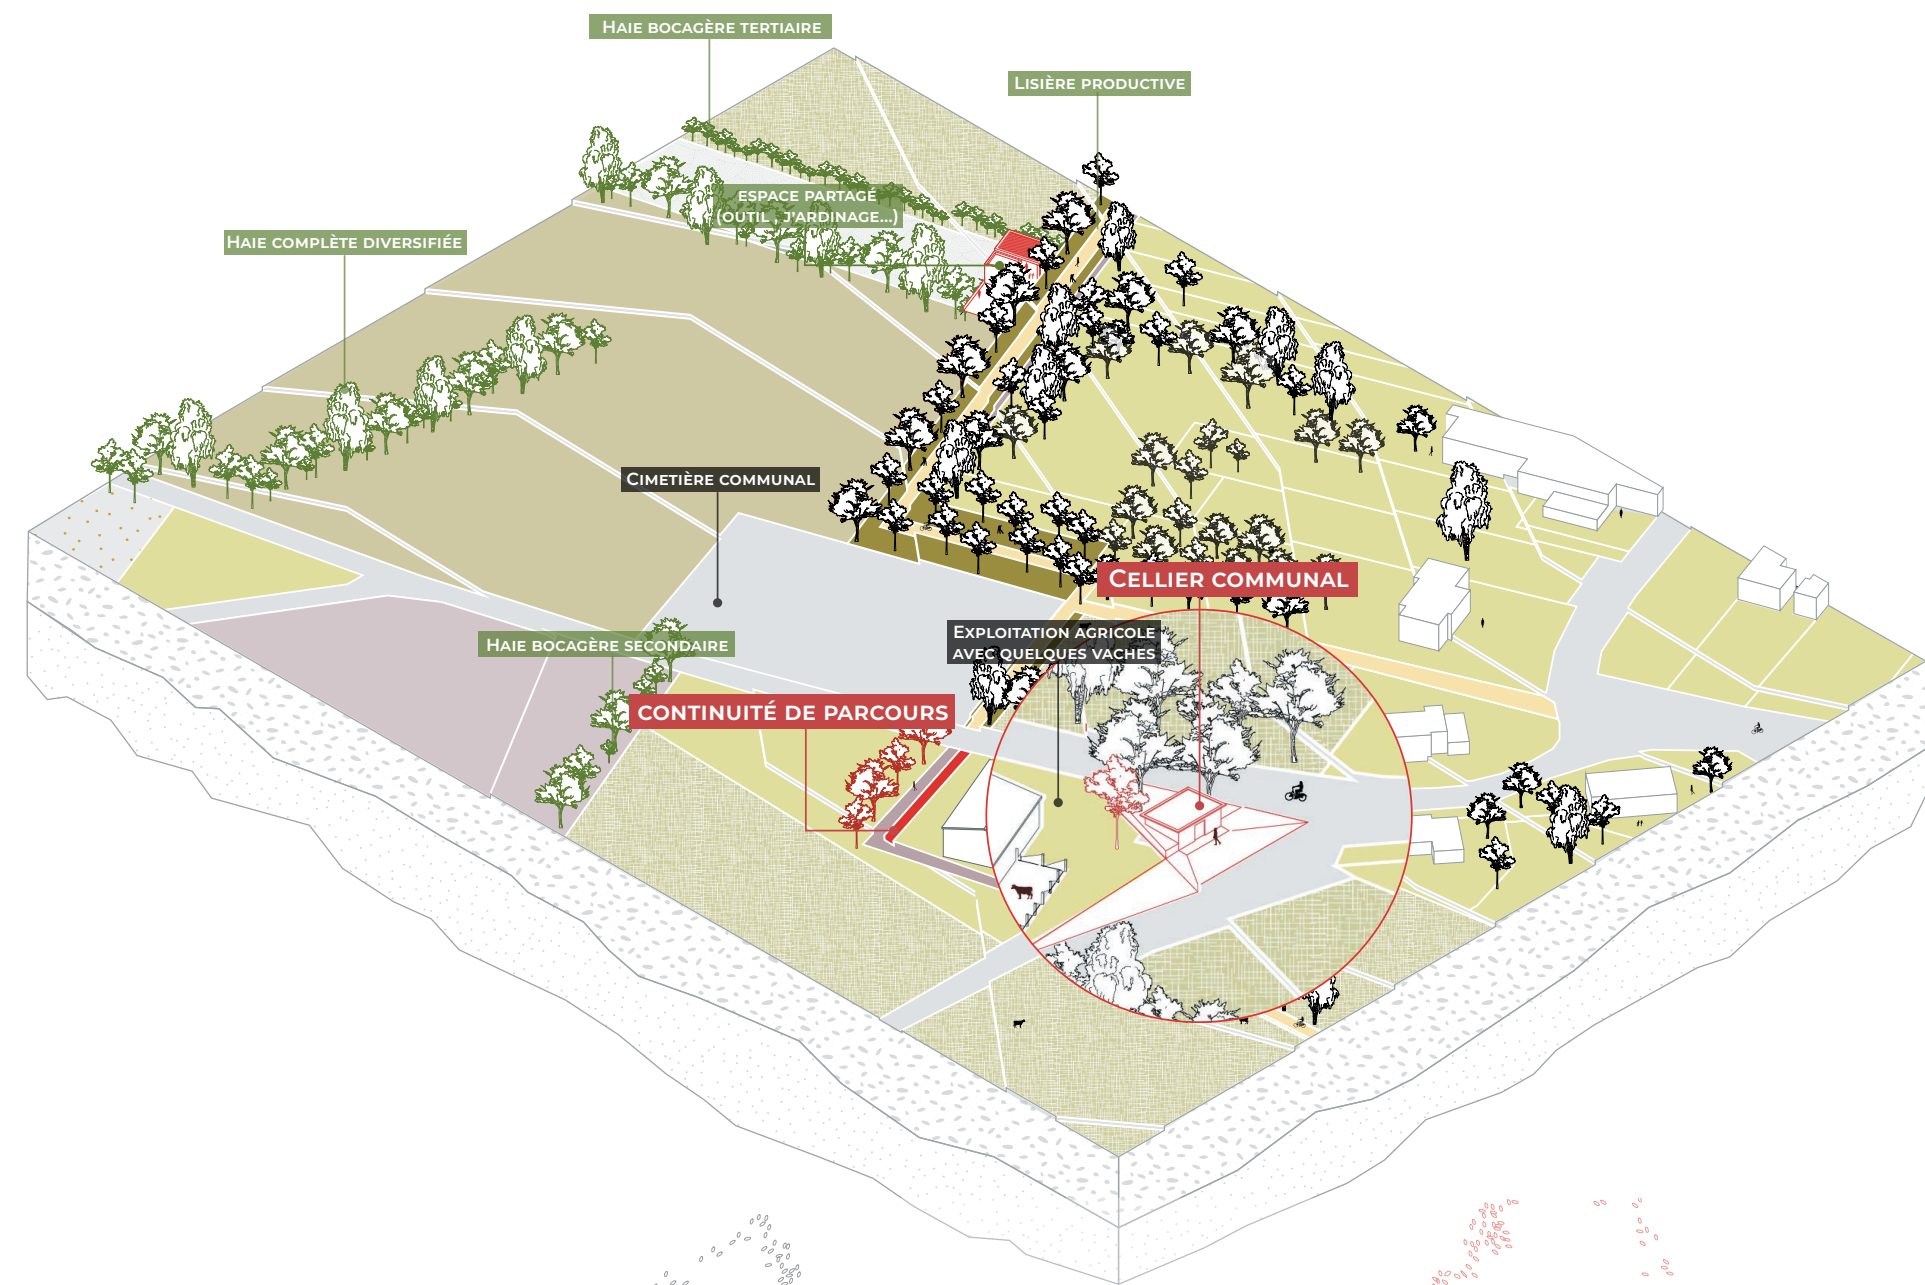 Haie bocagère tertiaire
Lisière productive
espace partagé
(outil , j'ardinage...)
Haie complète diversifiée
Cimetière communal
Cellier communal
Exploitation agricole
avec quelques vaches
Haie bocagère secondaire
continuité de parcours